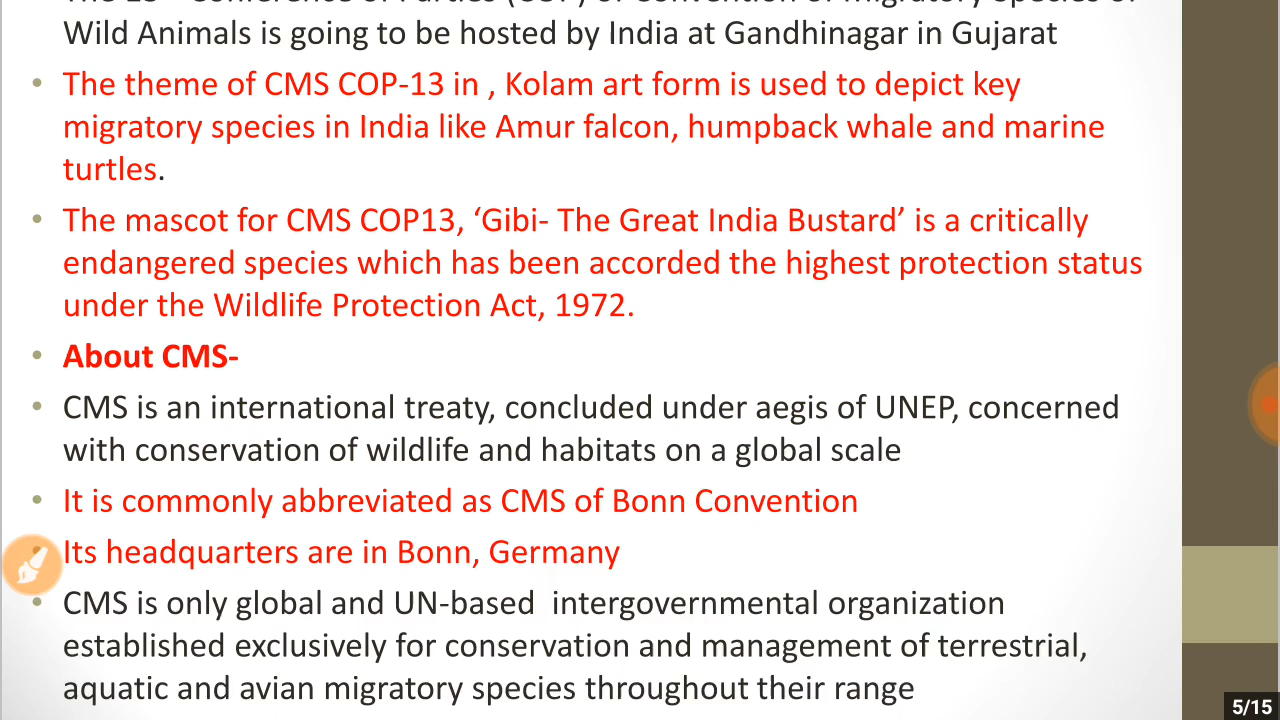 Wild Animals is going to be hosted by India at Gandhinagar in Gujarat
• The theme of CMS COP-13 in , Kolam art form is used to depict key
migratory species in India like Amur falcon, humpback whale and marine
turtles.
• The mascot for CMS COP13, ‘Gibi- The Great India Bustard’ is a critically
endangered species which has been accorded the highest protection status
under the Wildlife Protection Act, 1972.
• About CMS-
• CMS is an international treaty, concluded under aegis of UNEP, concerned
with conservation of wildlife and habitats on a global scale
• It is commonly abbreviated as CMS of Bonn Convention
Its headquarters are in Bonn, Germany
• CMS is only global and UN-based  intergovernmental organization
established exclusively for conservation and management of terrestrial,
aquatic and avian migratory species throughout their range
5/15